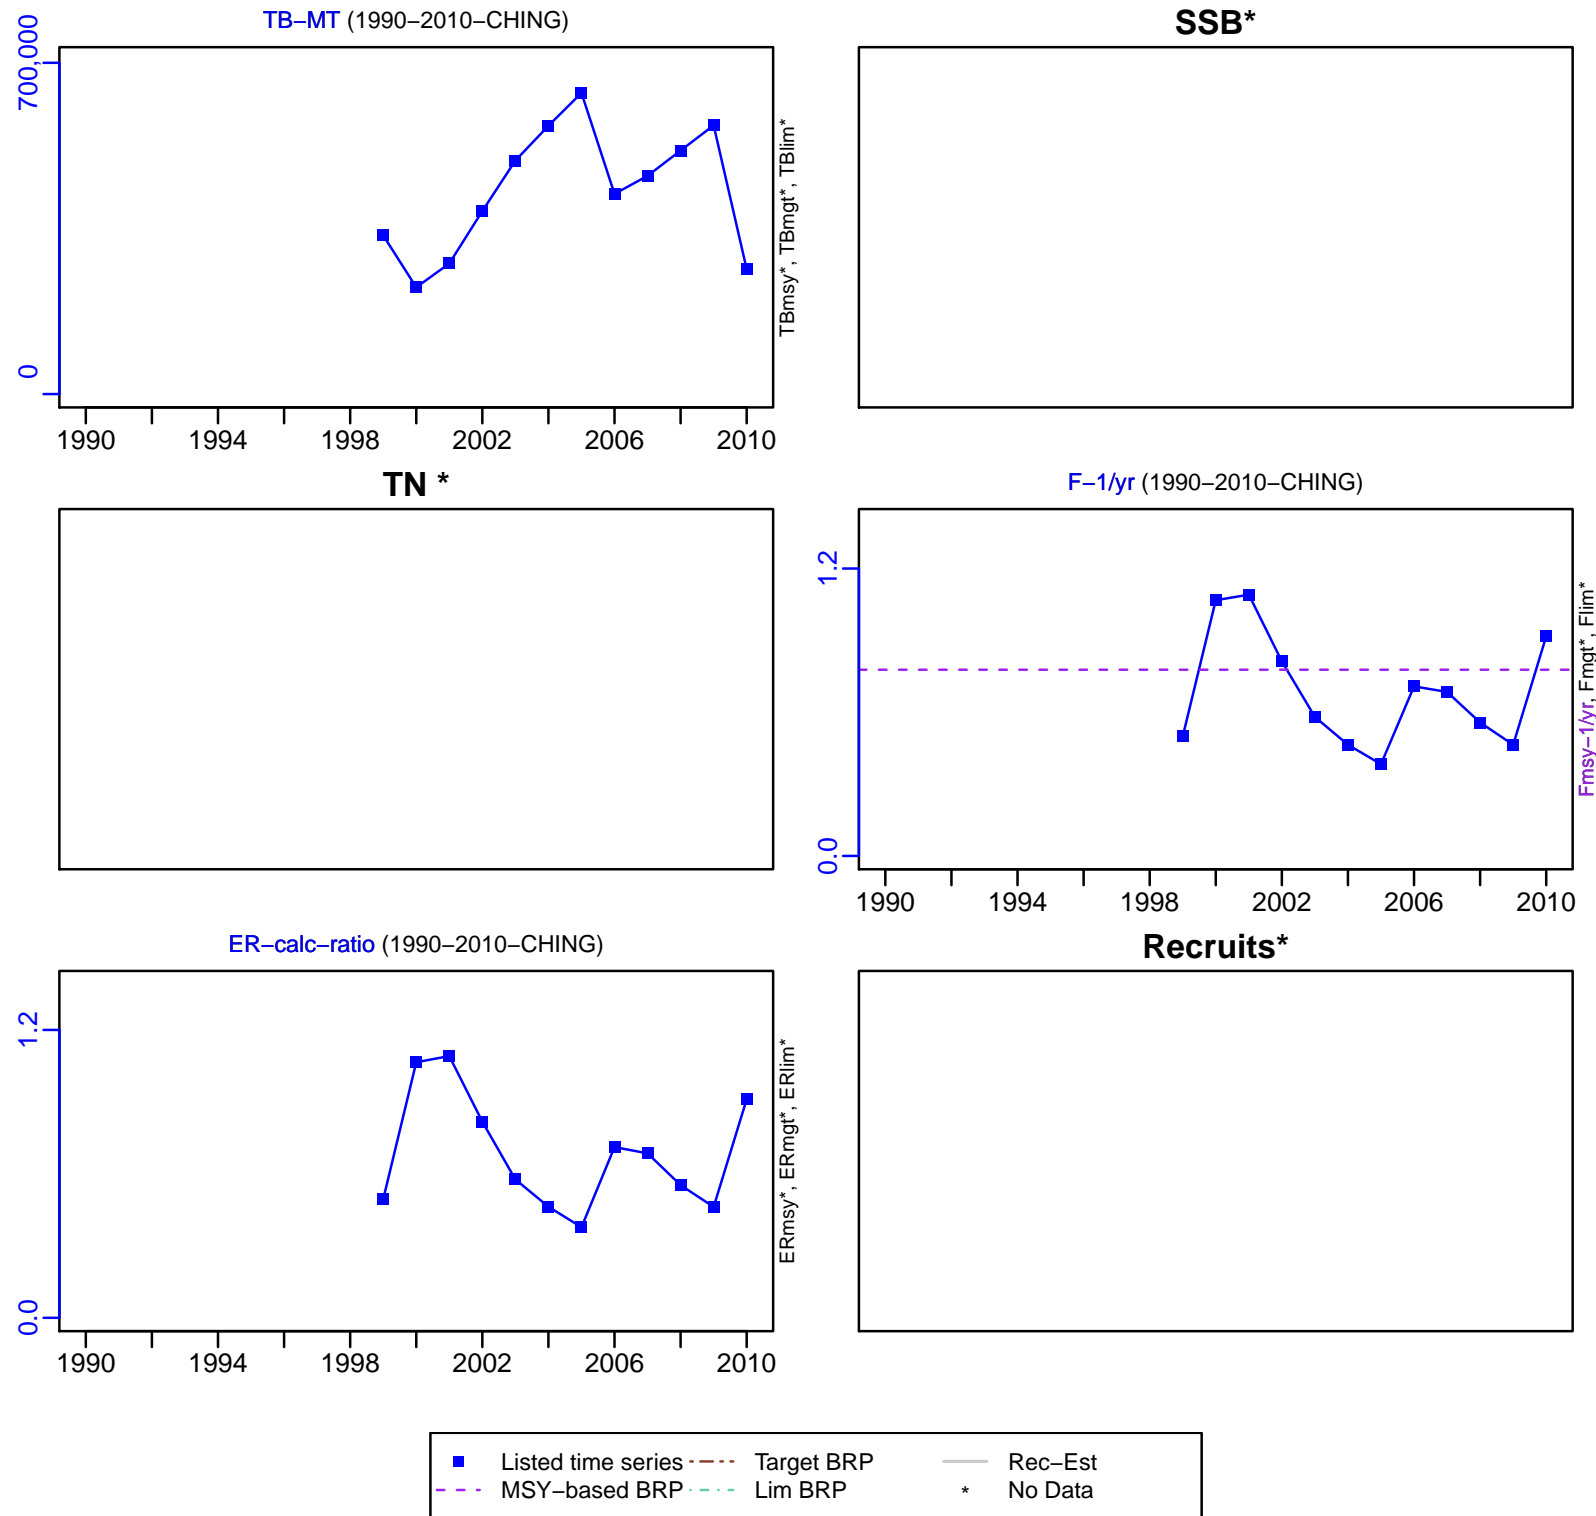 TB−MT (1990−2010−CHING)
700,000
0
TBmsy*, TBmgt*, TBlim*
1990 1994 1998 2002 2006 2010
SSB*
TN *
F−1/yr (1990−2010−CHING)
1.2
0.0
Fmsy−1/yr, Fmgt*, Flim*
1990 1994 1998 2002 2006 2010
ER−calc−ratio (1990−2010−CHING)
1.2
0.0
ERmsy*, ERmgt*, ERlim*
1990 1994 1998 2002 2006 2010
Recruits*
Listed time series Target BRP Rec−Est
MSY−based BRP Lim BRP * No Data